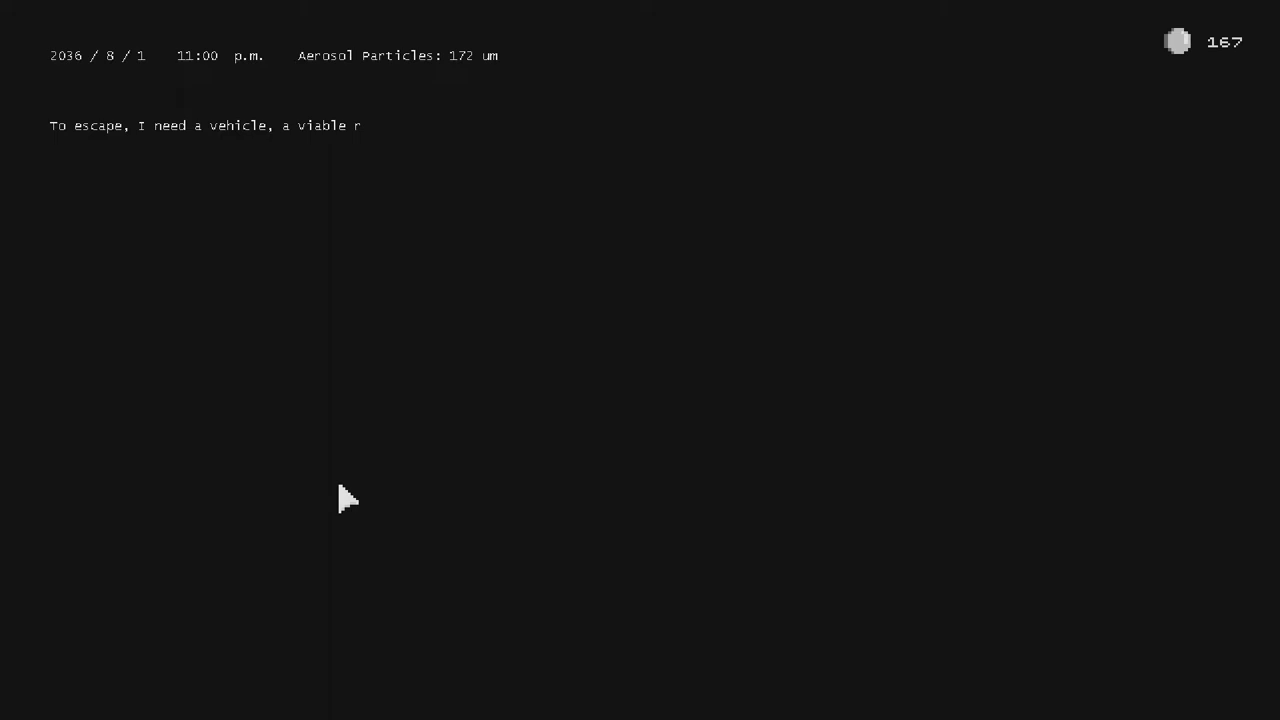 2036 / 8 / 1 11:00 p.m. Aerosol Particles: 172 um
167
To escape, I need a vehicle, a viable r